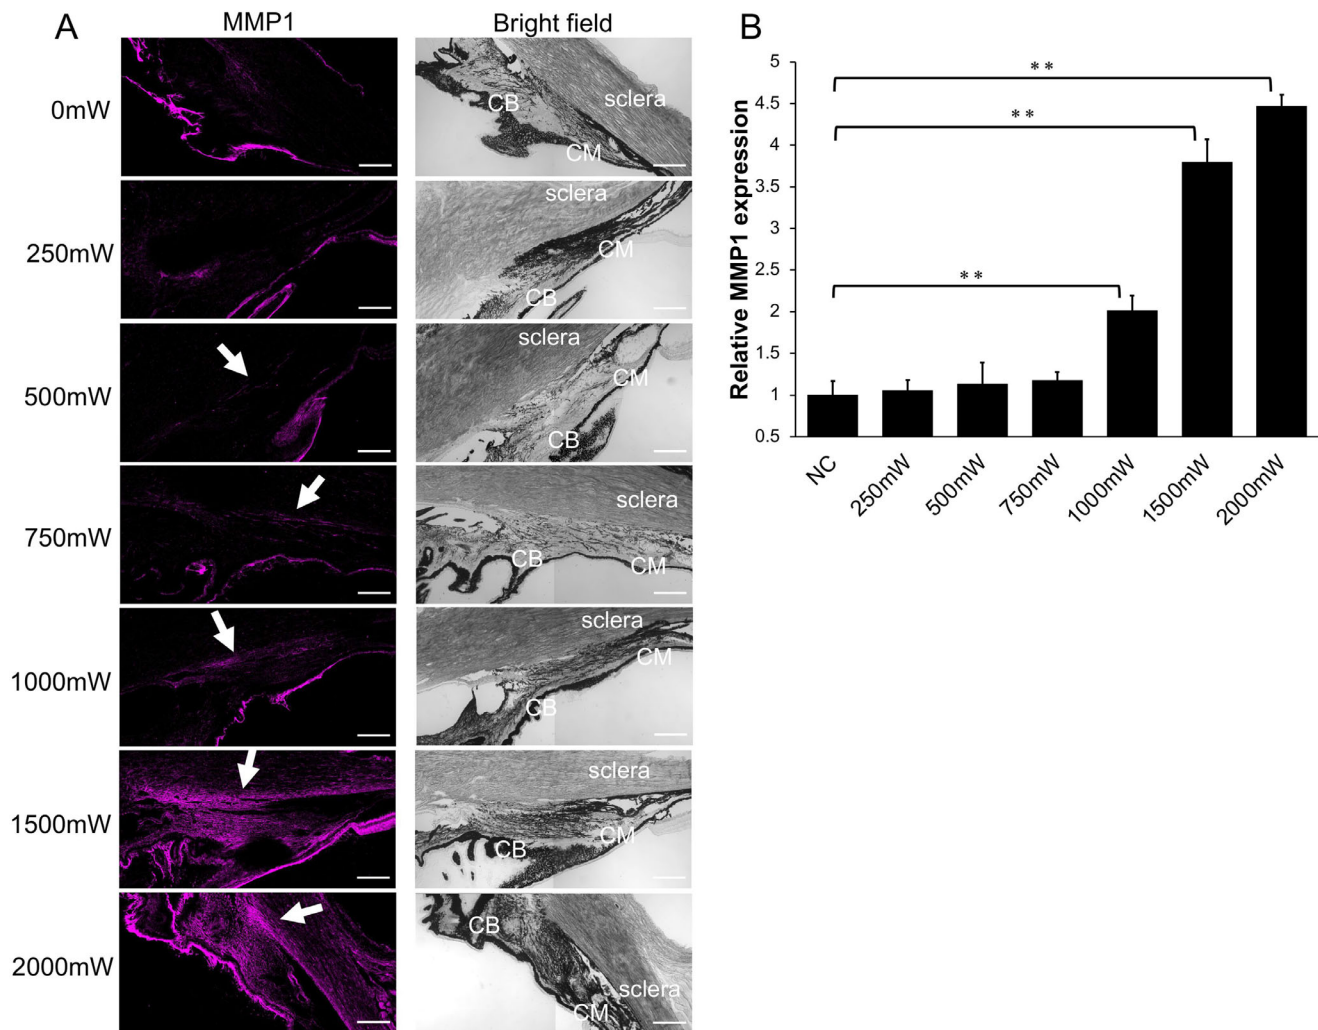 A
MMP1
Bright field
0mW
CB
sclera
CM
250mW
sclera
CM
CB
500mW
sclera
CM
CB
750mW
sclera
CB
CM
1000mW
sclera
CM
CB
1500mW
sclera
CM
CB
2000mW
CB
sclera
CM
B
Relative MMP1 expression
5
4.5
4
3.5
3
2.5
2
1.5
1
0.5
**
**
**
NC
250mW
500mW
750mW
1000mW
1500mW
2000mW